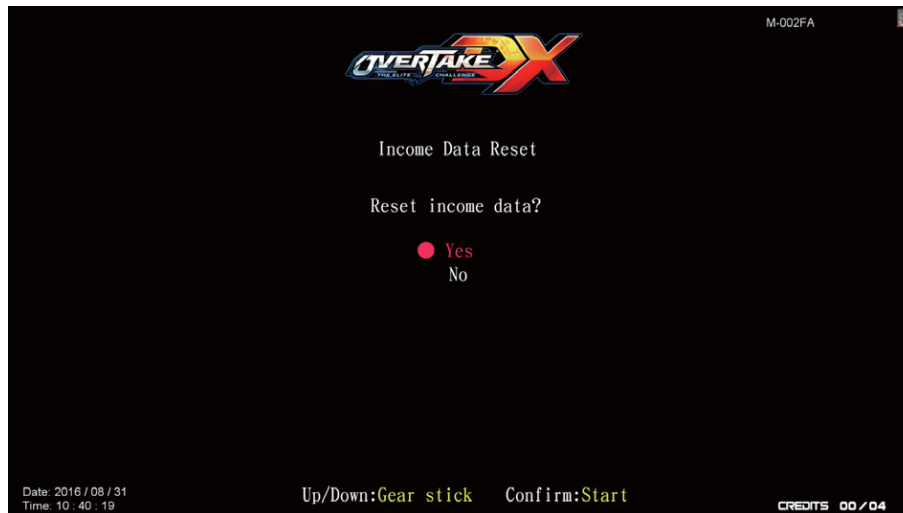 M-002FA
OVERTAKE DX
THE ELITE CHALLENGE
Income Data Reset
Reset income data?
Yes
No
Date: 2016 / 08 / 31
Time: 10 : 40 : 19
Up/Down:Gear stick Confirm:Start
CREDITS 00/04